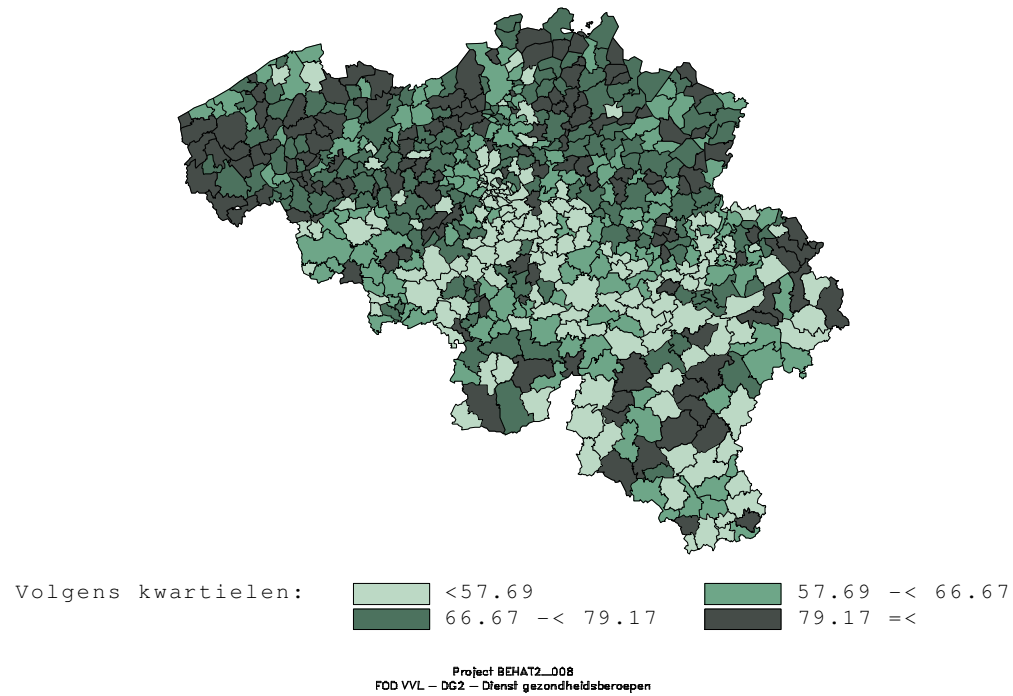 Volgens kwartielen: <57.69 57.69 -< 66.67
66.67 -< 79.17 79.17 =<
Project BEHAT2_008
FOD VVL - DG2 - Dienst gezondheidsberoepen